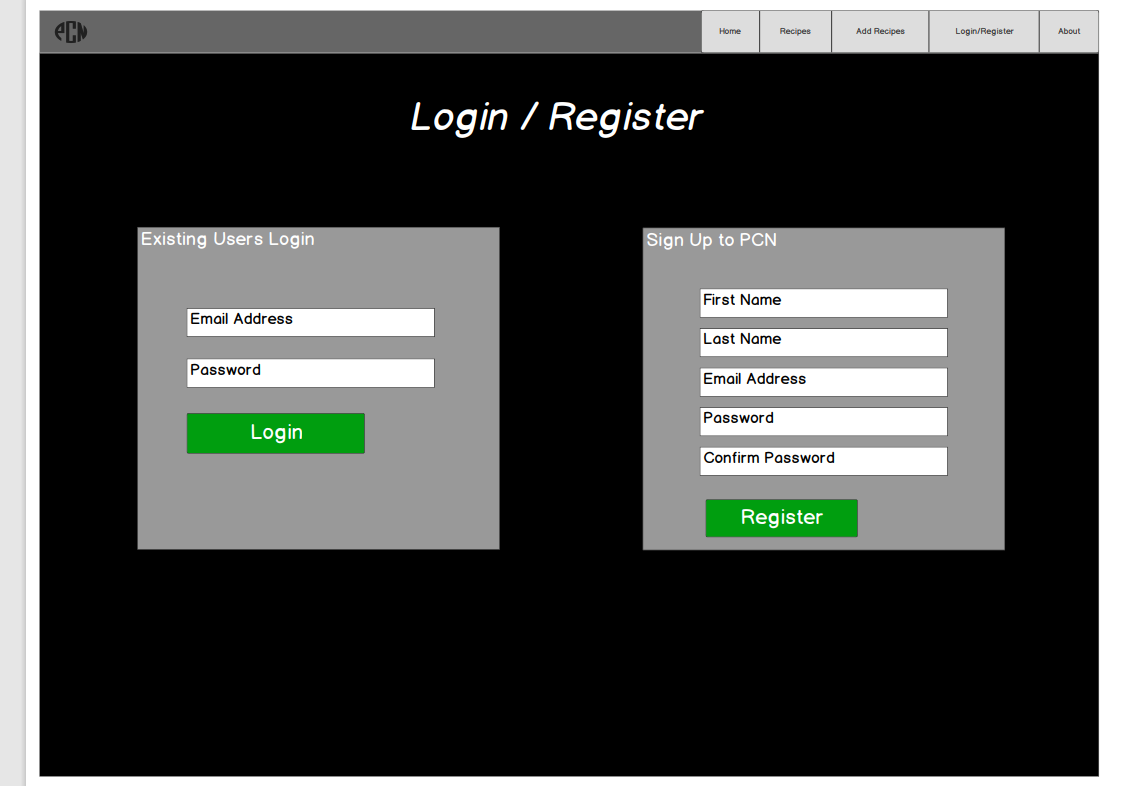 PCN
Home
Recipes
Add Recipes
Login/Register
About
Login / Register
Existing Users Login
Email Address
Password
Login
Sign Up to PCN
First Name
Last Name
Email Address
Password
Confirm Password
Register